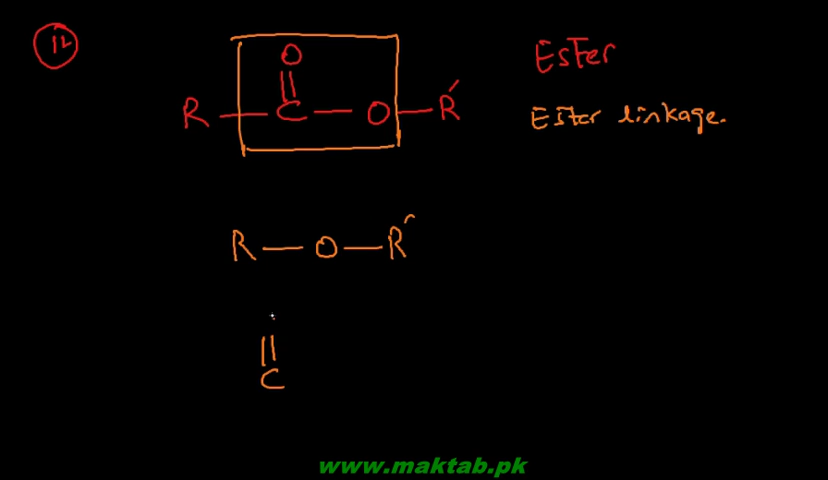 12
O
Ester
||
R — C — O — R′
Ester linkage.
R — O — R′
||
C
www.maktab.pk